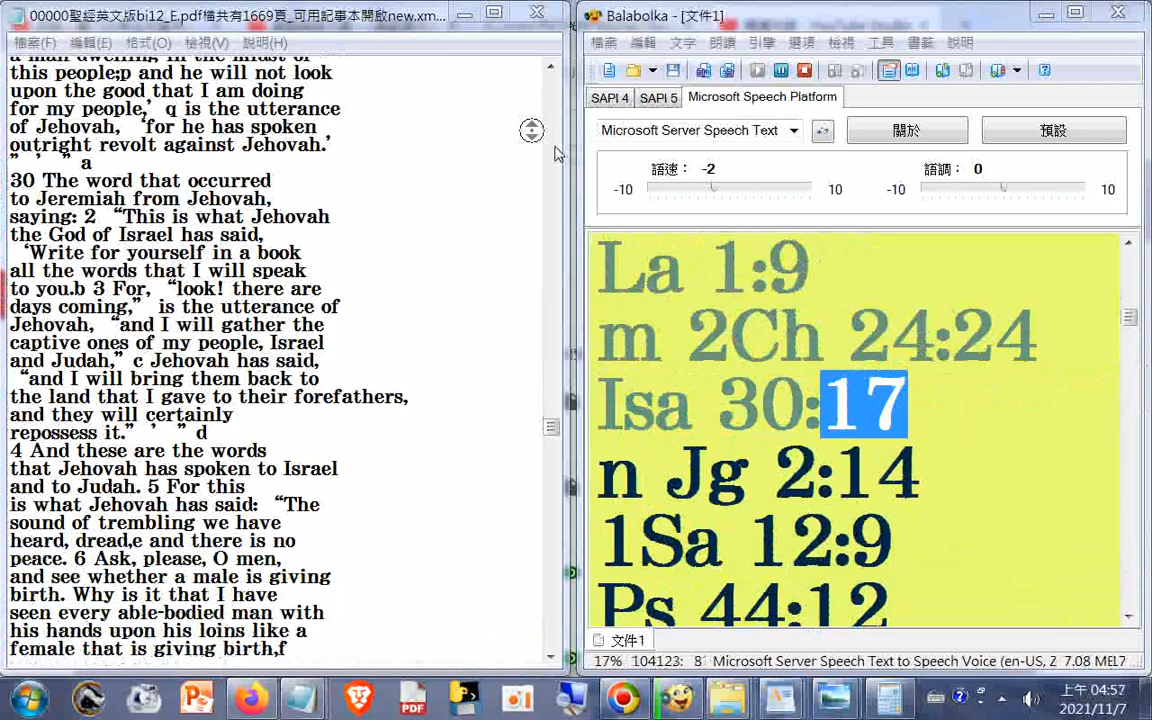 00000聖經英文版bi12_E.pdf檔共有1669頁_可用記事本開啟new.xm...
檔案(F) 編輯(E) 格式(O) 檢視(V) 說明(H)
a man dwelling in the midst of
this people;p and he will not look
upon the good that I am doing
for my people,’ q is the utterance
of Jehovah, ‘for he has spoken
outright revolt against Jehovah.’
” ’ ” a
30 The word that occurred
to Jeremiah from Jehovah,
saying: 2 “This is what Jehovah
the God of Israel has said,
‘Write for yourself in a book
all the words that I will speak
to you.b 3 For, “look! there are
days coming,” is the utterance of
Jehovah, “and I will gather the
captive ones of my people, Israel
and Judah,” c Jehovah has said,
“and I will bring them back to
the land that I gave to their forefathers,
and they will certainly
repossess it.” ’ ” d
4 And these are the words
that Jehovah has spoken to Israel
and to Judah. 5 For this
is what Jehovah has said: “The
sound of trembling we have
heard, dread,e and there is no
peace. 6 Ask, please, O men,
and see whether a male is giving
birth. Why is it that I have
seen every able-bodied man with
his hands upon his loins like a
female that is giving birth,f
Balabolka - [文件1]
檔案 編輯 文字 朗讀 引擎 選項 檢視 工具 書籤 說明
SAPI 4 SAPI 5 Microsoft Speech Platform
Microsoft Server Speech Text 關於 預設
語速: -2 語調: 0
-10 10 -10 10
La 1:9
m 2Ch 24:24
Isa 30:17
n Jg 2:14
1Sa 12:9
Ps 44:12
文件1
17% 104123: 8 Microsoft Server Speech Text to Speech Voice (en-US, Z 7.08 ME
上午 04:57
2021/11/7